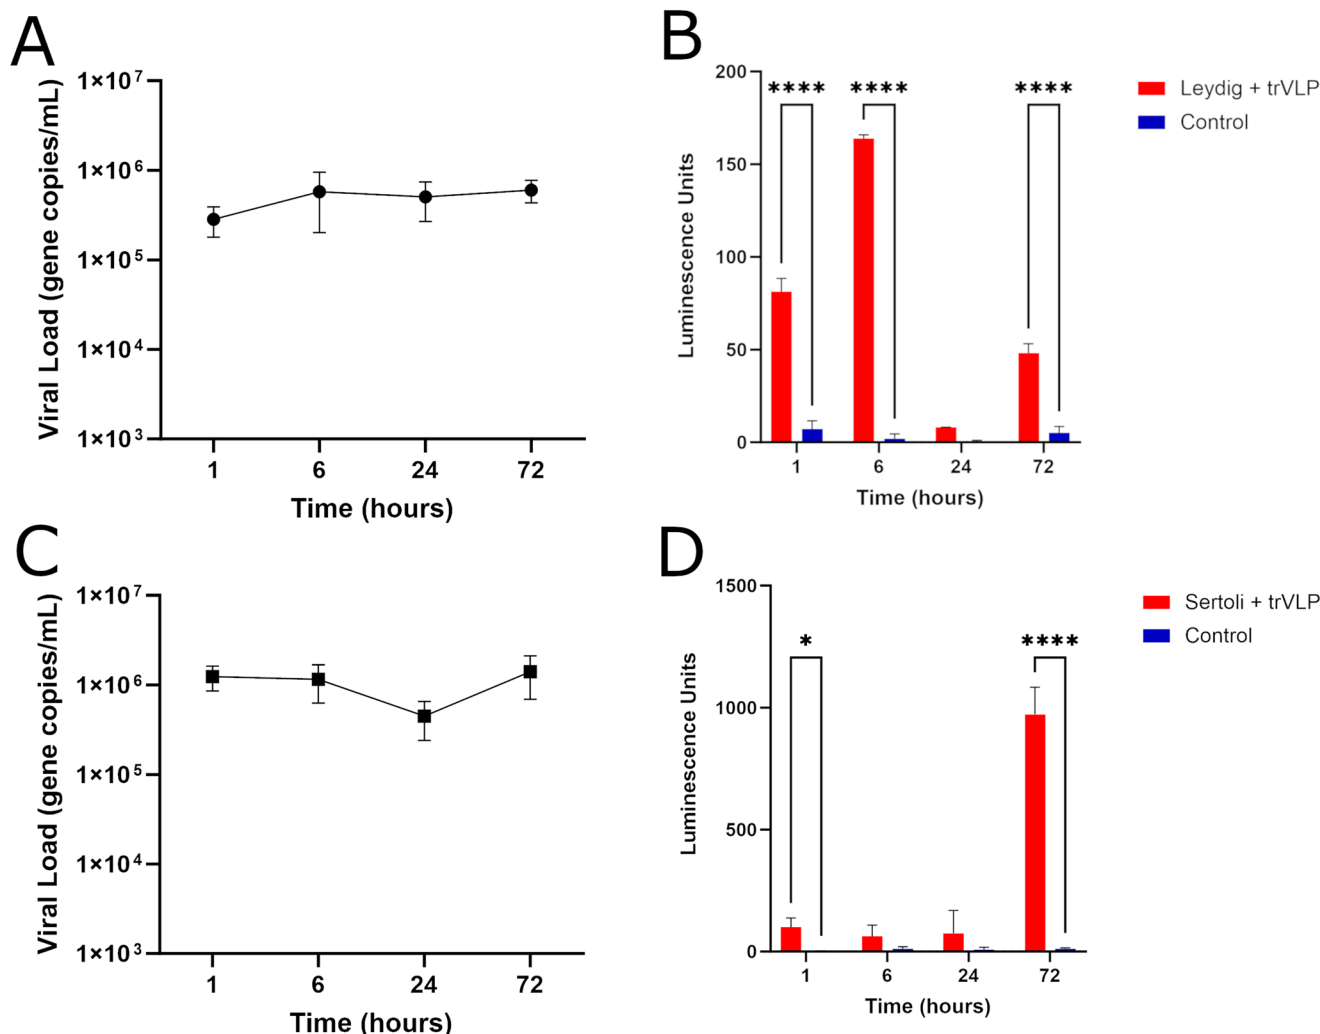 A
Viral Load (gene copies/mL)
1×10⁷
1×10⁶
1×10⁵
1×10⁴
1×10³
1 6 24 72
Time (hours)
B
Luminescence Units
200
150
100
50
0
**** **** ****
1 6 24 72
Time (hours)
Leydig + trVLP
Control
C
Viral Load (gene copies/mL)
1×10⁷
1×10⁶
1×10⁵
1×10⁴
1×10³
1 6 24 72
Time (hours)
D
Luminescence Units
1500
1000
500
0
* ****
1 6 24 72
Time (hours)
Sertoli + trVLP
Control